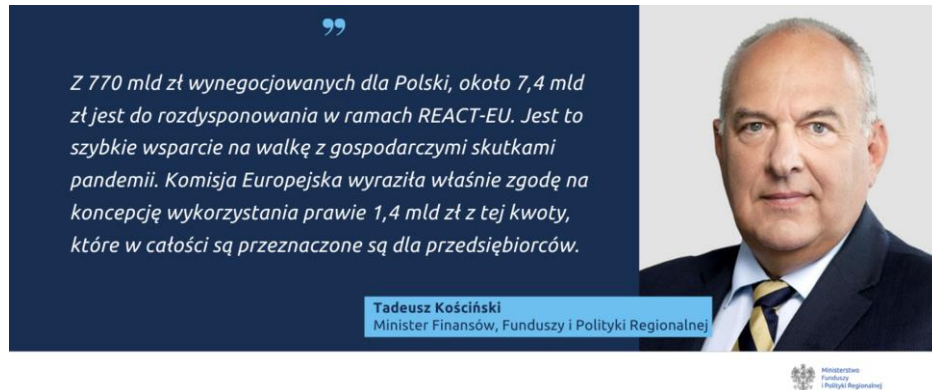 Z 770 mld zł wynegocjowanych dla Polski, około 7,4 mld
zł jest do rozdysponowania w ramach REACT-EU. Jest to
szybkie wsparcie na walkę z gospodarczymi skutkami
pandemii. Komisja Europejska wyraziła właśnie zgodę na
koncepcję wykorzystania prawie 1,4 mld zł z tej kwoty,
które w całości są przeznaczone są dla przedsiębiorców.
Tadeusz Kościński
Minister Finansów, Funduszy i Polityki Regionalnej
Ministerstwo
Funduszy
i Polityki Regionalnej